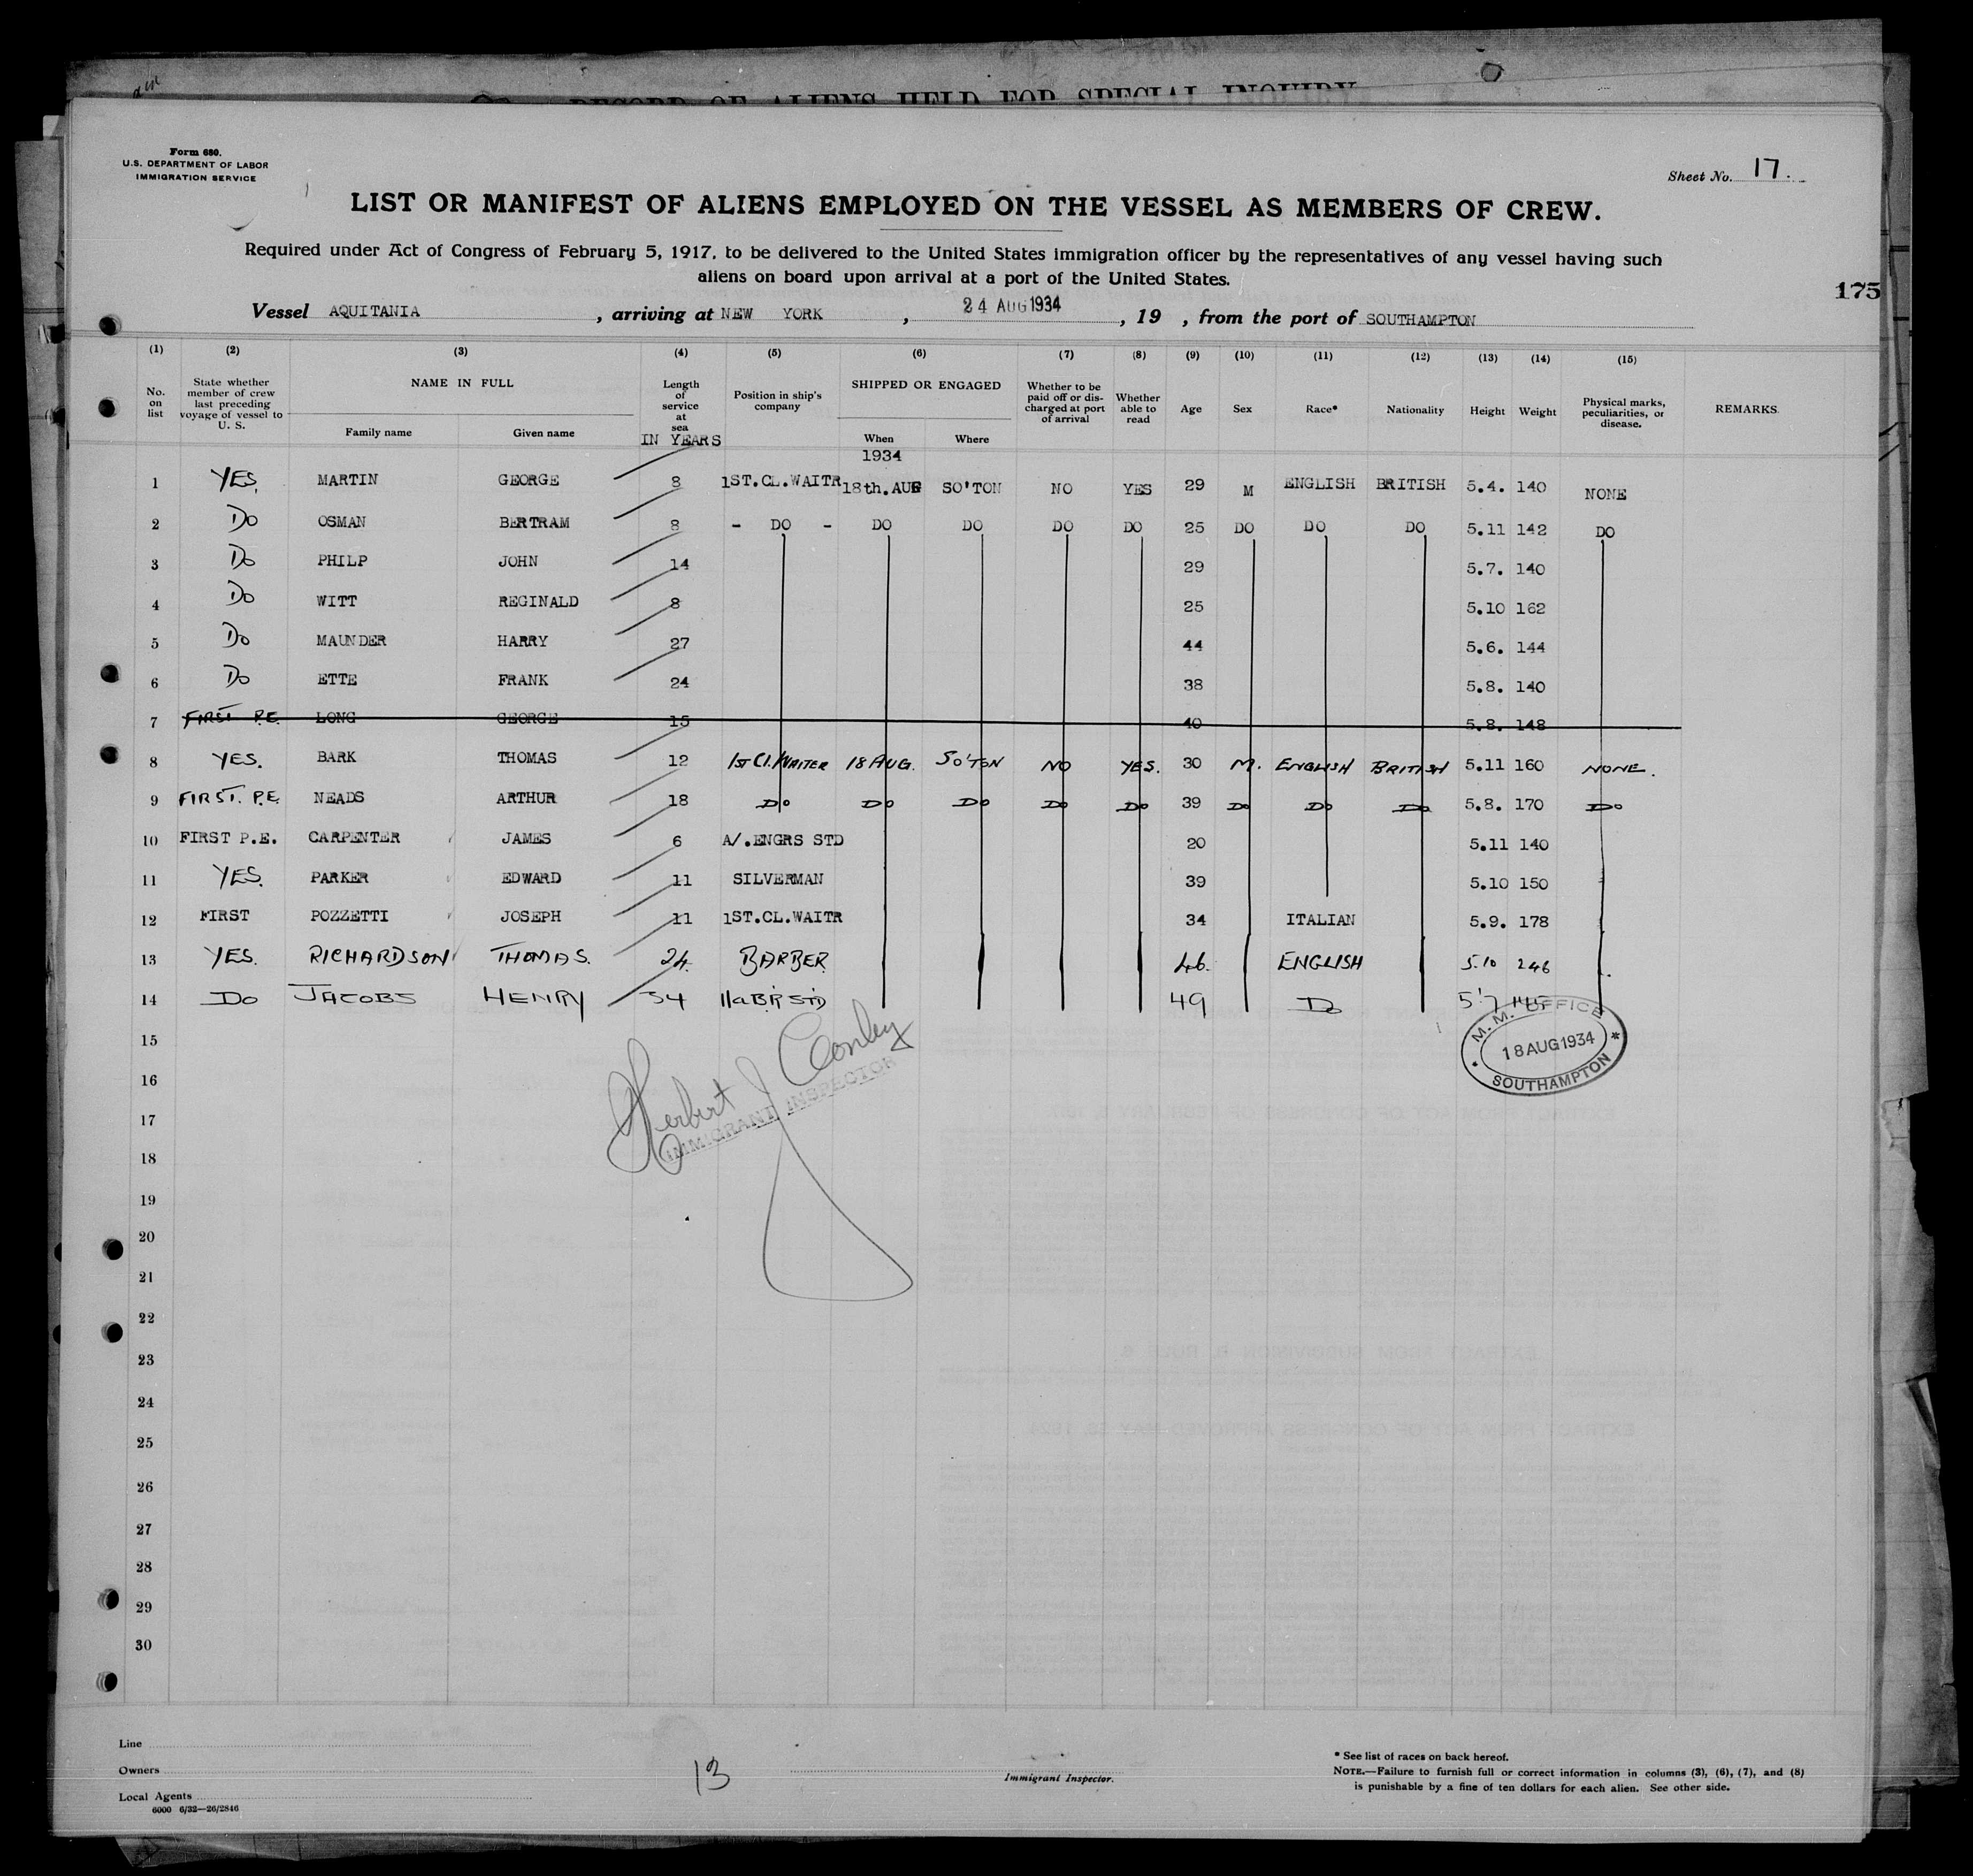 RECORD OF ALIENS HELD FOR SPECIAL INQUIRY
Form 680.
U.S. DEPARTMENT OF LABOR
IMMIGRATION SERVICE
Sheet No. 17.
LIST OR MANIFEST OF ALIENS EMPLOYED ON THE VESSEL AS MEMBERS OF CREW.
Required under Act of Congress of February 5, 1917, to be delivered to the United States immigration officer by the representatives of any vessel having such
aliens on board upon arrival at a port of the United States.
175
Vessel AQUITANIA, arriving at NEW YORK, 24 AUG 1934, 19 , from the port of SOUTHAMPTON
(1) (2) (3) (4) (5) (6) (7) (8) (9) (10) (11) (12) (13) (14) (15)
No. on list
State whether member of crew last preceding voyage of vessel to U. S.
NAME IN FULL
Family name
Given name
Length of service at sea
IN YEARS
Position in ship's company
SHIPPED OR ENGAGED
When
1934
Where
Whether to be paid off or discharged at port of arrival
Whether able to read
Age
Sex
Race*
Nationality
Height
Weight
Physical marks, peculiarities, or disease.
REMARKS.
1 YES. MARTIN GEORGE 8 1ST.CL.WAITR 18th.AUG SO'TON NO YES 29 M ENGLISH BRITISH 5.4. 140 NONE
2 Do OSMAN BERTRAM 8 - DO - DO DO DO DO 25 DO DO DO 5.11 142 DO
3 Do PHILP JOHN 14 29 5.7. 140
4 Do WITT REGINALD 8 25 5.10 162
5 Do MAUNDER HARRY 27 44 5.6. 144
6 Do ETTE FRANK 24 38 5.8. 140
7 FIRST P.E. LONG GEORGE 15 40 5.8. 148
8 YES. BARK THOMAS 12 1ST Cl. WAITER 18 AUG. SO'TON NO YES. 30 M. ENGLISH BRITISH 5.11 160 NONE.
9 FIRST. P.E. NEADS ARTHUR 18 Do Do Do Do Do 39 Do Do Do 5.8. 170 Do
10 FIRST P.E. CARPENTER JAMES 6 A/.ENGRS STD 20 5.11 140
11 YES. PARKER EDWARD 11 SILVERMAN 39 5.10 150
12 FIRST POZZETTI JOSEPH 11 1ST.CL.WAITR 34 ITALIAN 5.9. 178
13 YES. RICHARDSON THOMAS. 24. BARBER 46. ENGLISH 5.10 246
14 Do JACOBS HENRY 34 49 Do 5'7 145
15
M. M. OFFICE
18 AUG 1934
SOUTHAMPTON
Herbert J Conley
IMMIGRANT INSPECTOR
16
17
18
19
20
21
22
23
24
25
26
27
28
29
30
Line
Owners
Local Agents
6000 6/32—26/2846
13
Immigrant Inspector.
* See list of races on back hereof.
NOTE.—Failure to furnish full or correct information in columns (3), (6), (7), and (8)
is punishable by a fine of ten dollars for each alien. See other side.